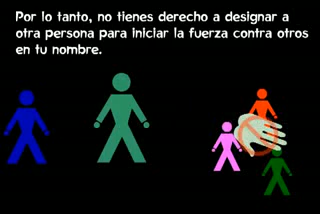 Por lo tanto, no tienes derecho a designar a
otra persona para iniciar la fuerza contra otros
en tu nombre.